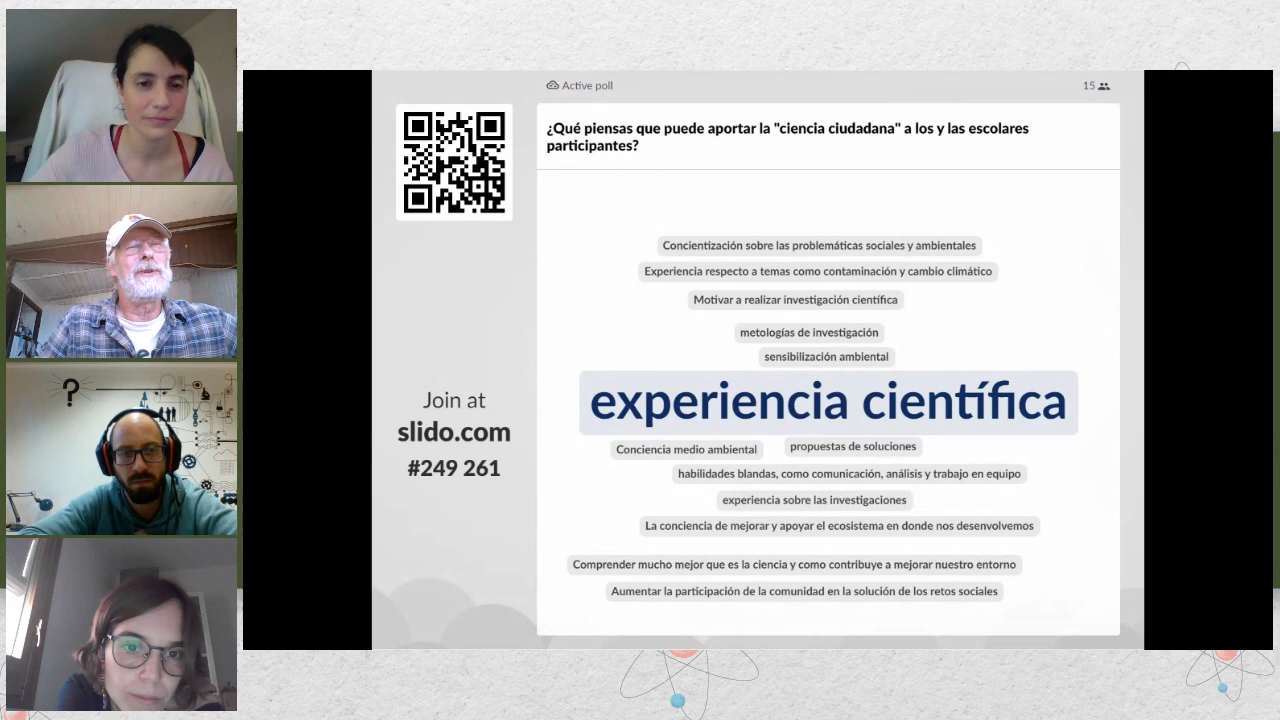 Active poll
15
¿Qué piensas que puede aportar la "ciencia ciudadana" a los y las escolares
participantes?
Concientización sobre las problemáticas sociales y ambientales
Experiencia respecto a temas como contaminación y cambio climático
Motivar a realizar investigación científica
metologías de investigación
sensibilización ambiental
experiencia científica
Conciencia medio ambiental
propuestas de soluciones
habilidades blandas, como comunicación, análisis y trabajo en equipo
experiencia sobre las investigaciones
La conciencia de mejorar y apoyar el ecosistema en donde nos desenvolvemos
Comprender mucho mejor que es la ciencia y como contribuye a mejorar nuestro entorno
Aumentar la participación de la comunidad en la solución de los retos sociales
Join at
slido.com
#249 261
?